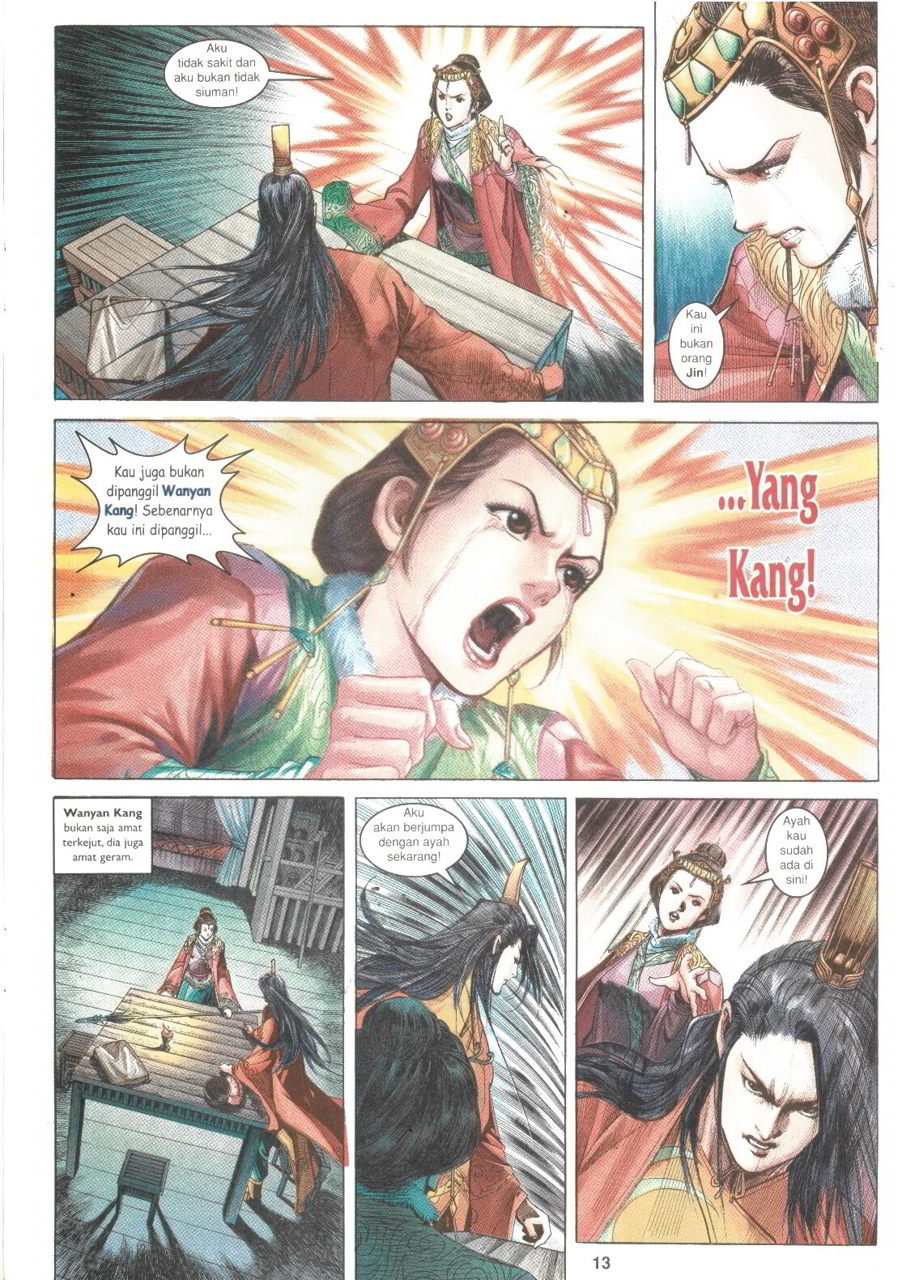 Aku
tidak sakit dan
aku bukan tidak
siuman!
Kau
ini
bukan
orang
Jin!
Kau juga bukan
dipanggil Wanyan
Kang! Sebenarnya
kau ini dipanggil...
...Yang
Kang!
Wanyan Kang
bukan saja amat
terkejut, dia juga
amat geram.
Aku
akan berjumpa
dengan ayah
sekarang!
Ayah
kau
sudah
ada di
sini!
13